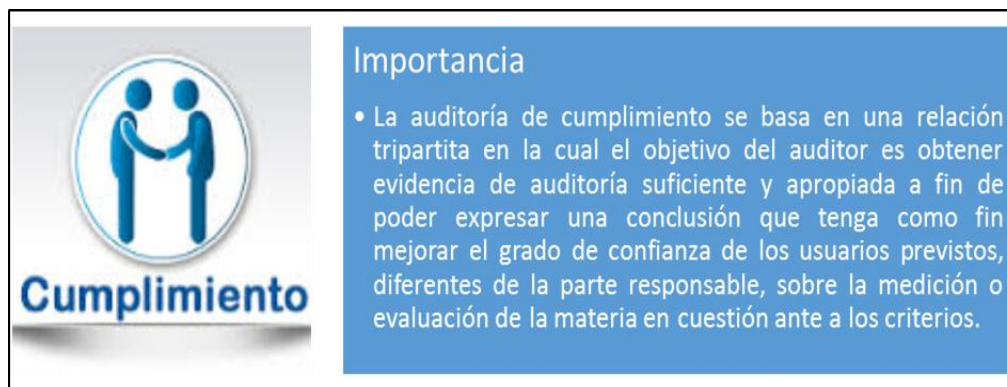 Cumplimiento
Importancia
• La auditoría de cumplimiento se basa en una relación
tripartita en la cual el objetivo del auditor es obtener
evidencia de auditoría suficiente y apropiada a fin de
poder expresar una conclusión que tenga como fin
mejorar el grado de confianza de los usuarios previstos,
diferentes de la parte responsable, sobre la medición o
evaluación de la materia en cuestión ante a los criterios.